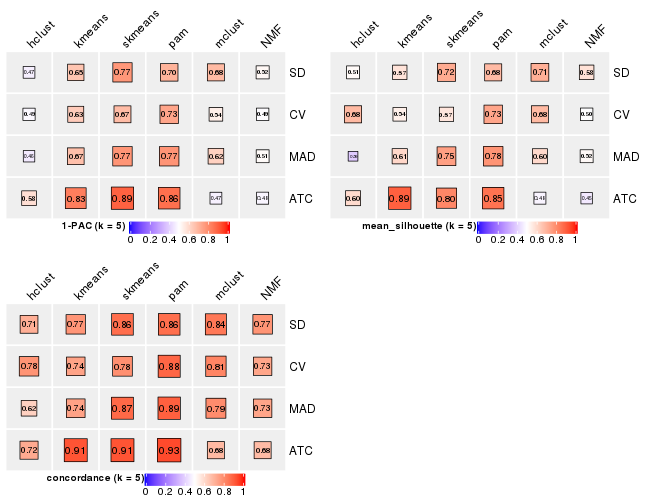 hclust kmeans skmeans pam mclust NMF
0.47 0.65 0.77 0.70 0.68 0.52 SD
0.49 0.63 0.67 0.73 0.54 0.49 CV
0.46 0.67 0.77 0.77 0.62 0.51 MAD
0.58 0.83 0.89 0.86 0.47 0.48 ATC
1-PAC (k = 5)
0 0.2 0.4 0.6 0.8 1
hclust kmeans skmeans pam mclust NMF
0.51 0.57 0.72 0.68 0.71 0.58 SD
0.68 0.54 0.57 0.73 0.68 0.50 CV
0.61 0.75 0.78 0.60 0.52 MAD
0.60 0.89 0.80 0.85 0.48 0.45 ATC
mean_silhouette (k = 5)
0 0.2 0.4 0.6 0.8 1
hclust kmeans skmeans pam mclust NMF
0.71 0.77 0.86 0.86 0.84 0.77 SD
0.78 0.74 0.78 0.88 0.81 0.73 CV
0.62 0.74 0.87 0.89 0.79 0.73 MAD
0.72 0.91 0.91 0.93 0.68 0.68 ATC
concordance (k = 5)
0 0.2 0.4 0.6 0.8 1